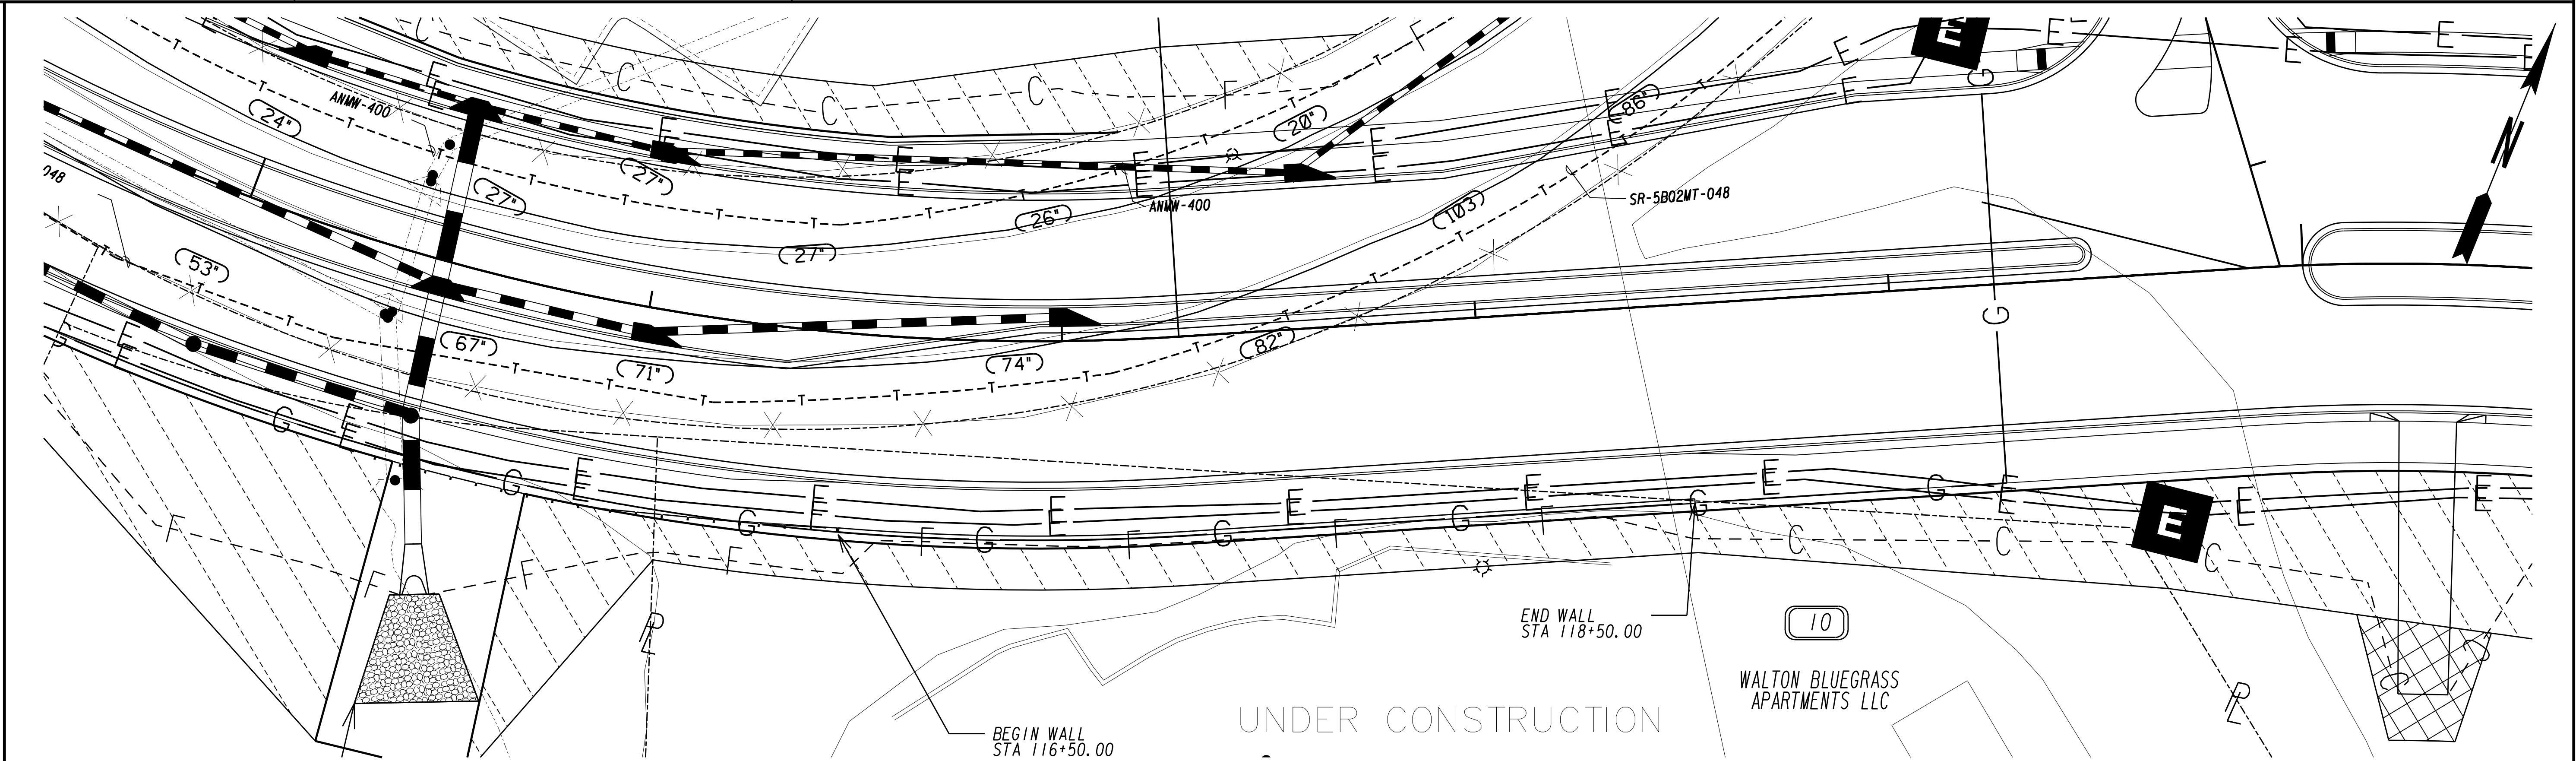 ANMW-400
24"
27"
27"
20"
86"
SR-5B02MT-048
N
048
53"
26"
ANMW-400
103
27"
67"
71"
74"
82"
G
E
E
END WALL
STA 118+50.00
10
WALTON BLUEGRASS
APARTMENTS LLC
UNDER CONSTRUCTION
BEGIN WALL
STA 116+50.00